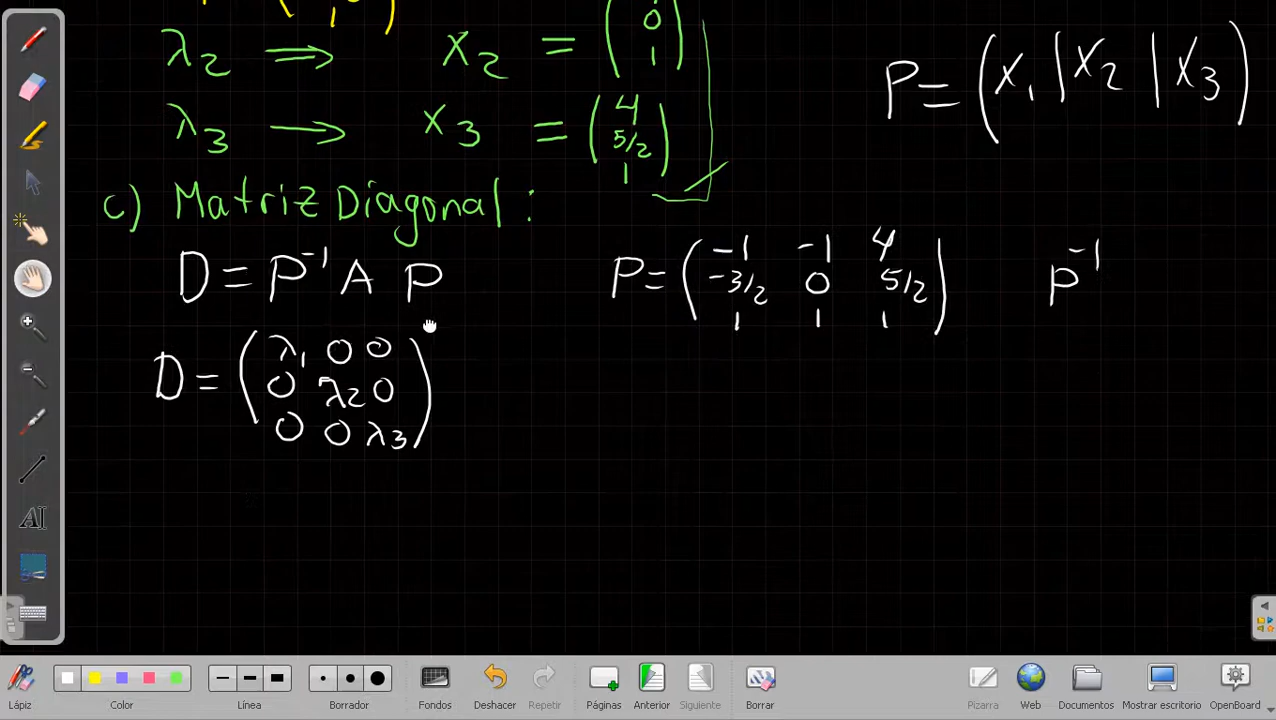 λ₂ ⟹ x₂ = (0 1)
λ₃ → x₃ = (4 5/2 1)
P = (X₁ | X₂ | X₃)
c) Matriz Diagonal:
D = P⁻¹ A P
P = (-1 -1 4
-3/2 0 5/2
1 1 1)
P⁻¹
D = (λ₁ 0 0
0 λ₂ 0
0 0 λ₃)
AI
Lápiz Color Línea Borrador Fondos Deshacer Repetir Páginas Anterior Siguiente Borrar Pizarra Web Documentos Mostrar escritorio OpenBoard